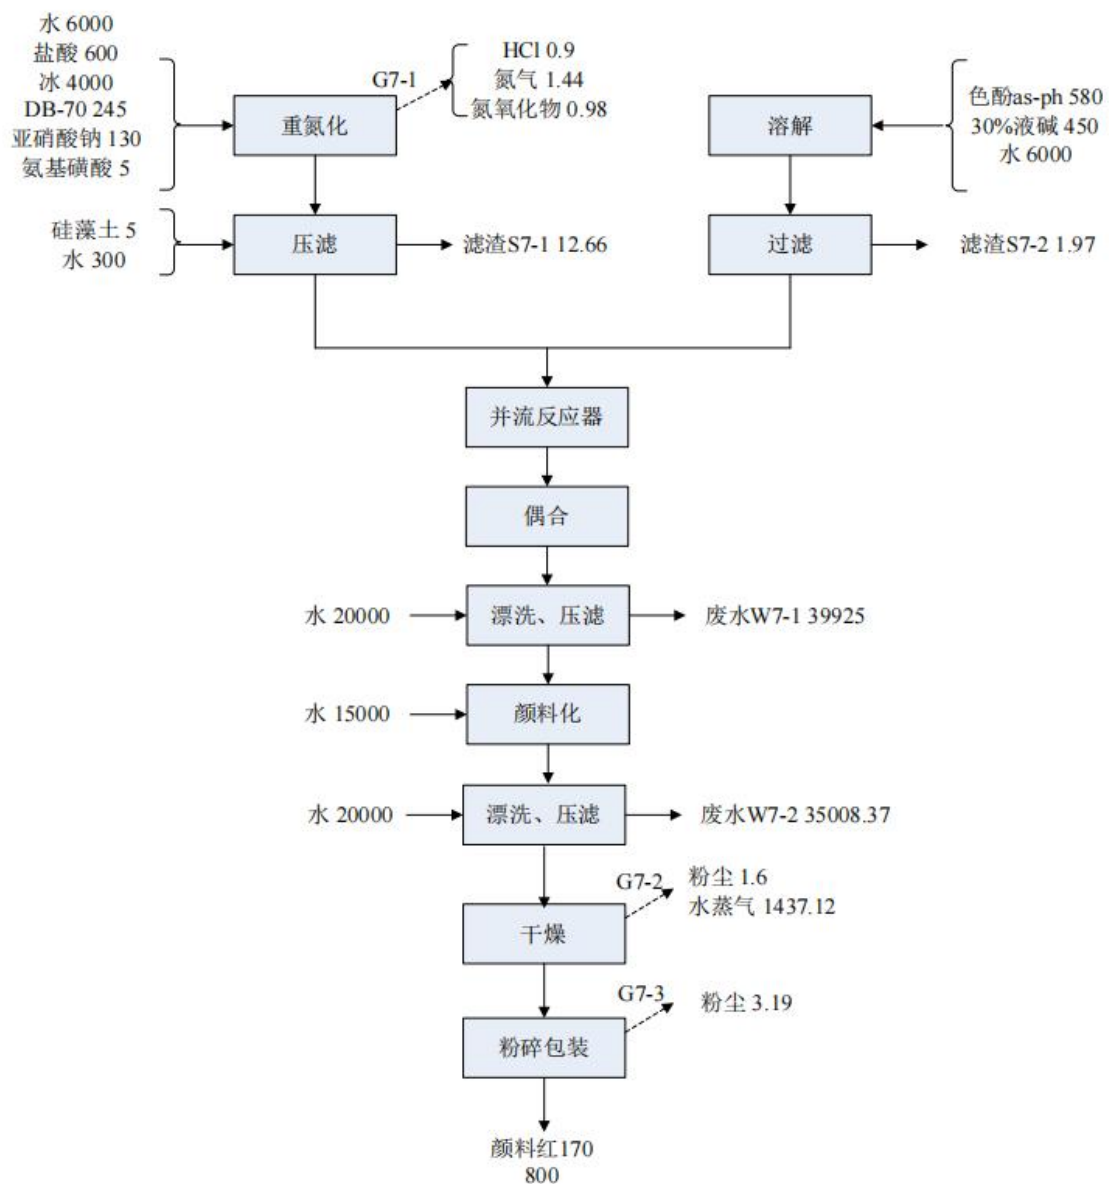 水 6000
盐酸 600
冰 4000
DB-70 245
亚硝酸钠 130
氨基磺酸 5
重氮化
G7-1
HCl 0.9
氮气 1.44
氮氧化物 0.98
溶解
色酚as-ph 580
30%液碱 450
水 6000
硅藻土 5
水 300
压滤
滤渣S7-1 12.66
过滤
滤渣S7-2 1.97
并流反应器
偶合
水 20000
漂洗、压滤
废水W7-1 39925
水 15000
颜料化
水 20000
漂洗、压滤
废水W7-2 35008.37
G7-2
粉尘 1.6
水蒸气 1437.12
干燥
G7-3
粉尘 3.19
粉碎包装
颜料红170
800